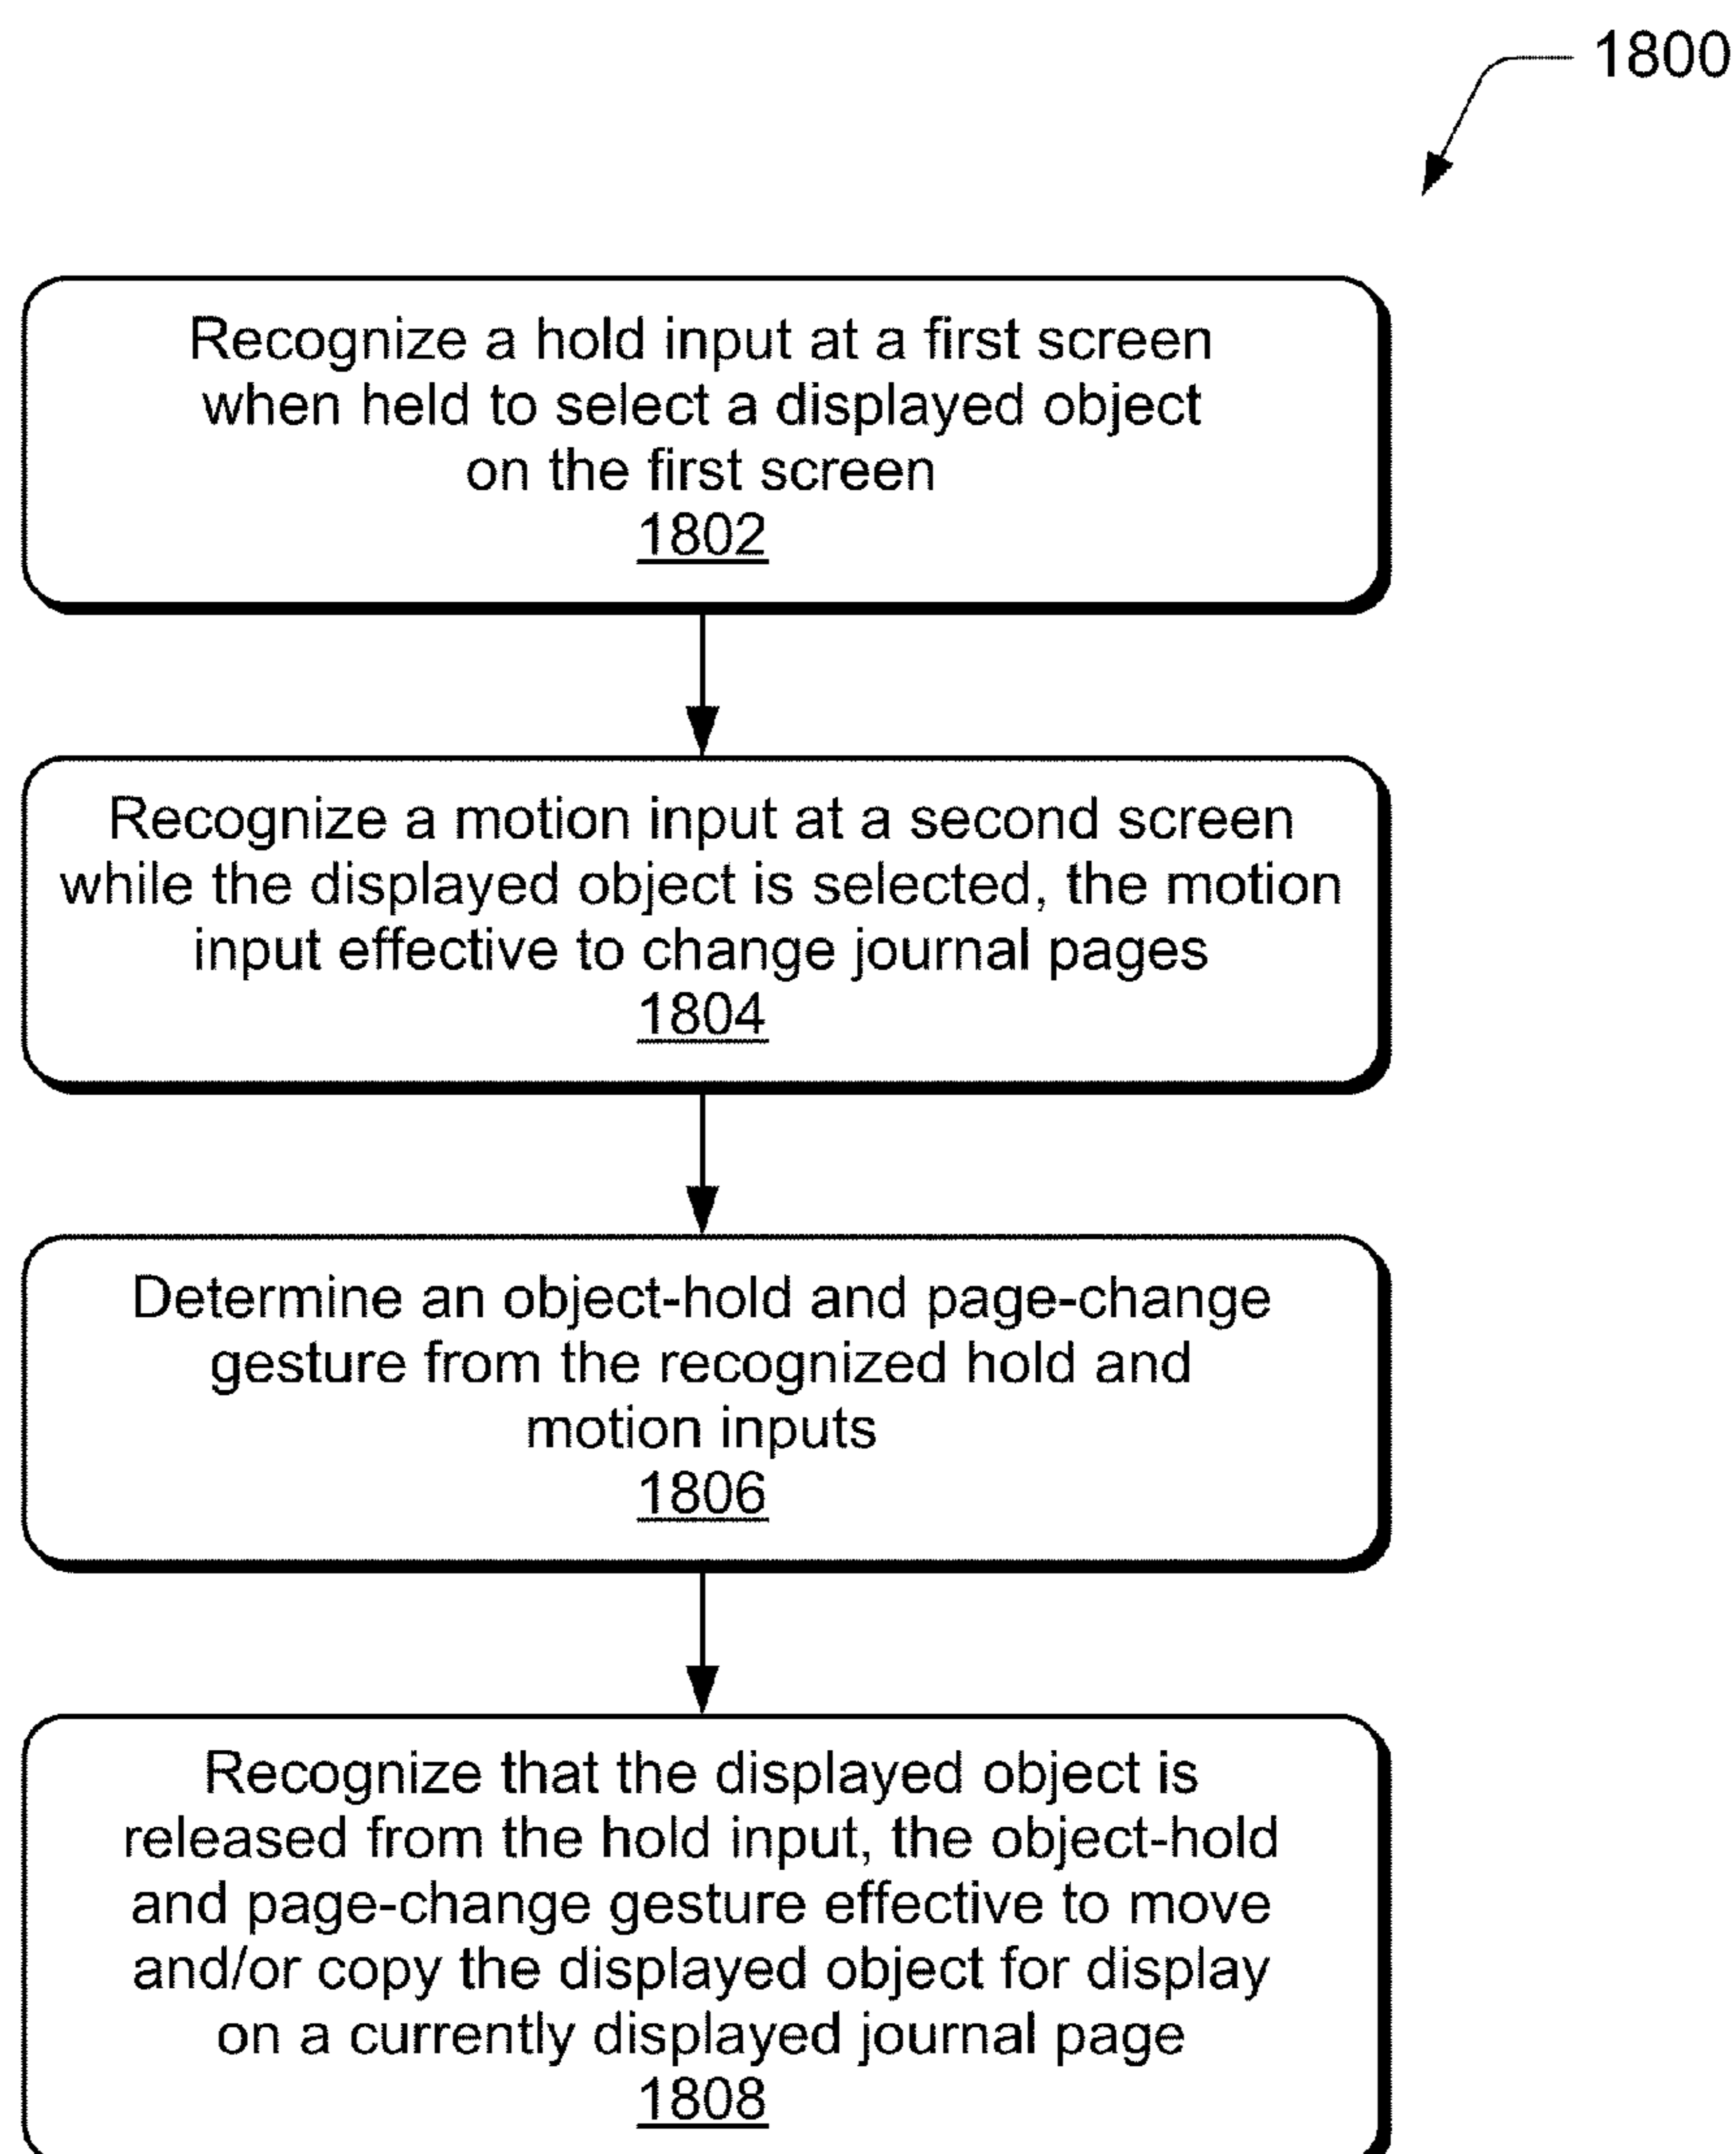 1800
Recognize a hold input at a first screen
when held to select a displayed object
on the first screen
1802
Recognize a motion input at a second screen
while the displayed object is selected, the motion
input effective to change journal pages
1804
Determine an object-hold and page-change
gesture from the recognized hold and
motion inputs
1806
Recognize that the displayed object is
released from the hold input, the object-hold
and page-change gesture effective to move
and/or copy the displayed object for display
on a currently displayed journal page
1808